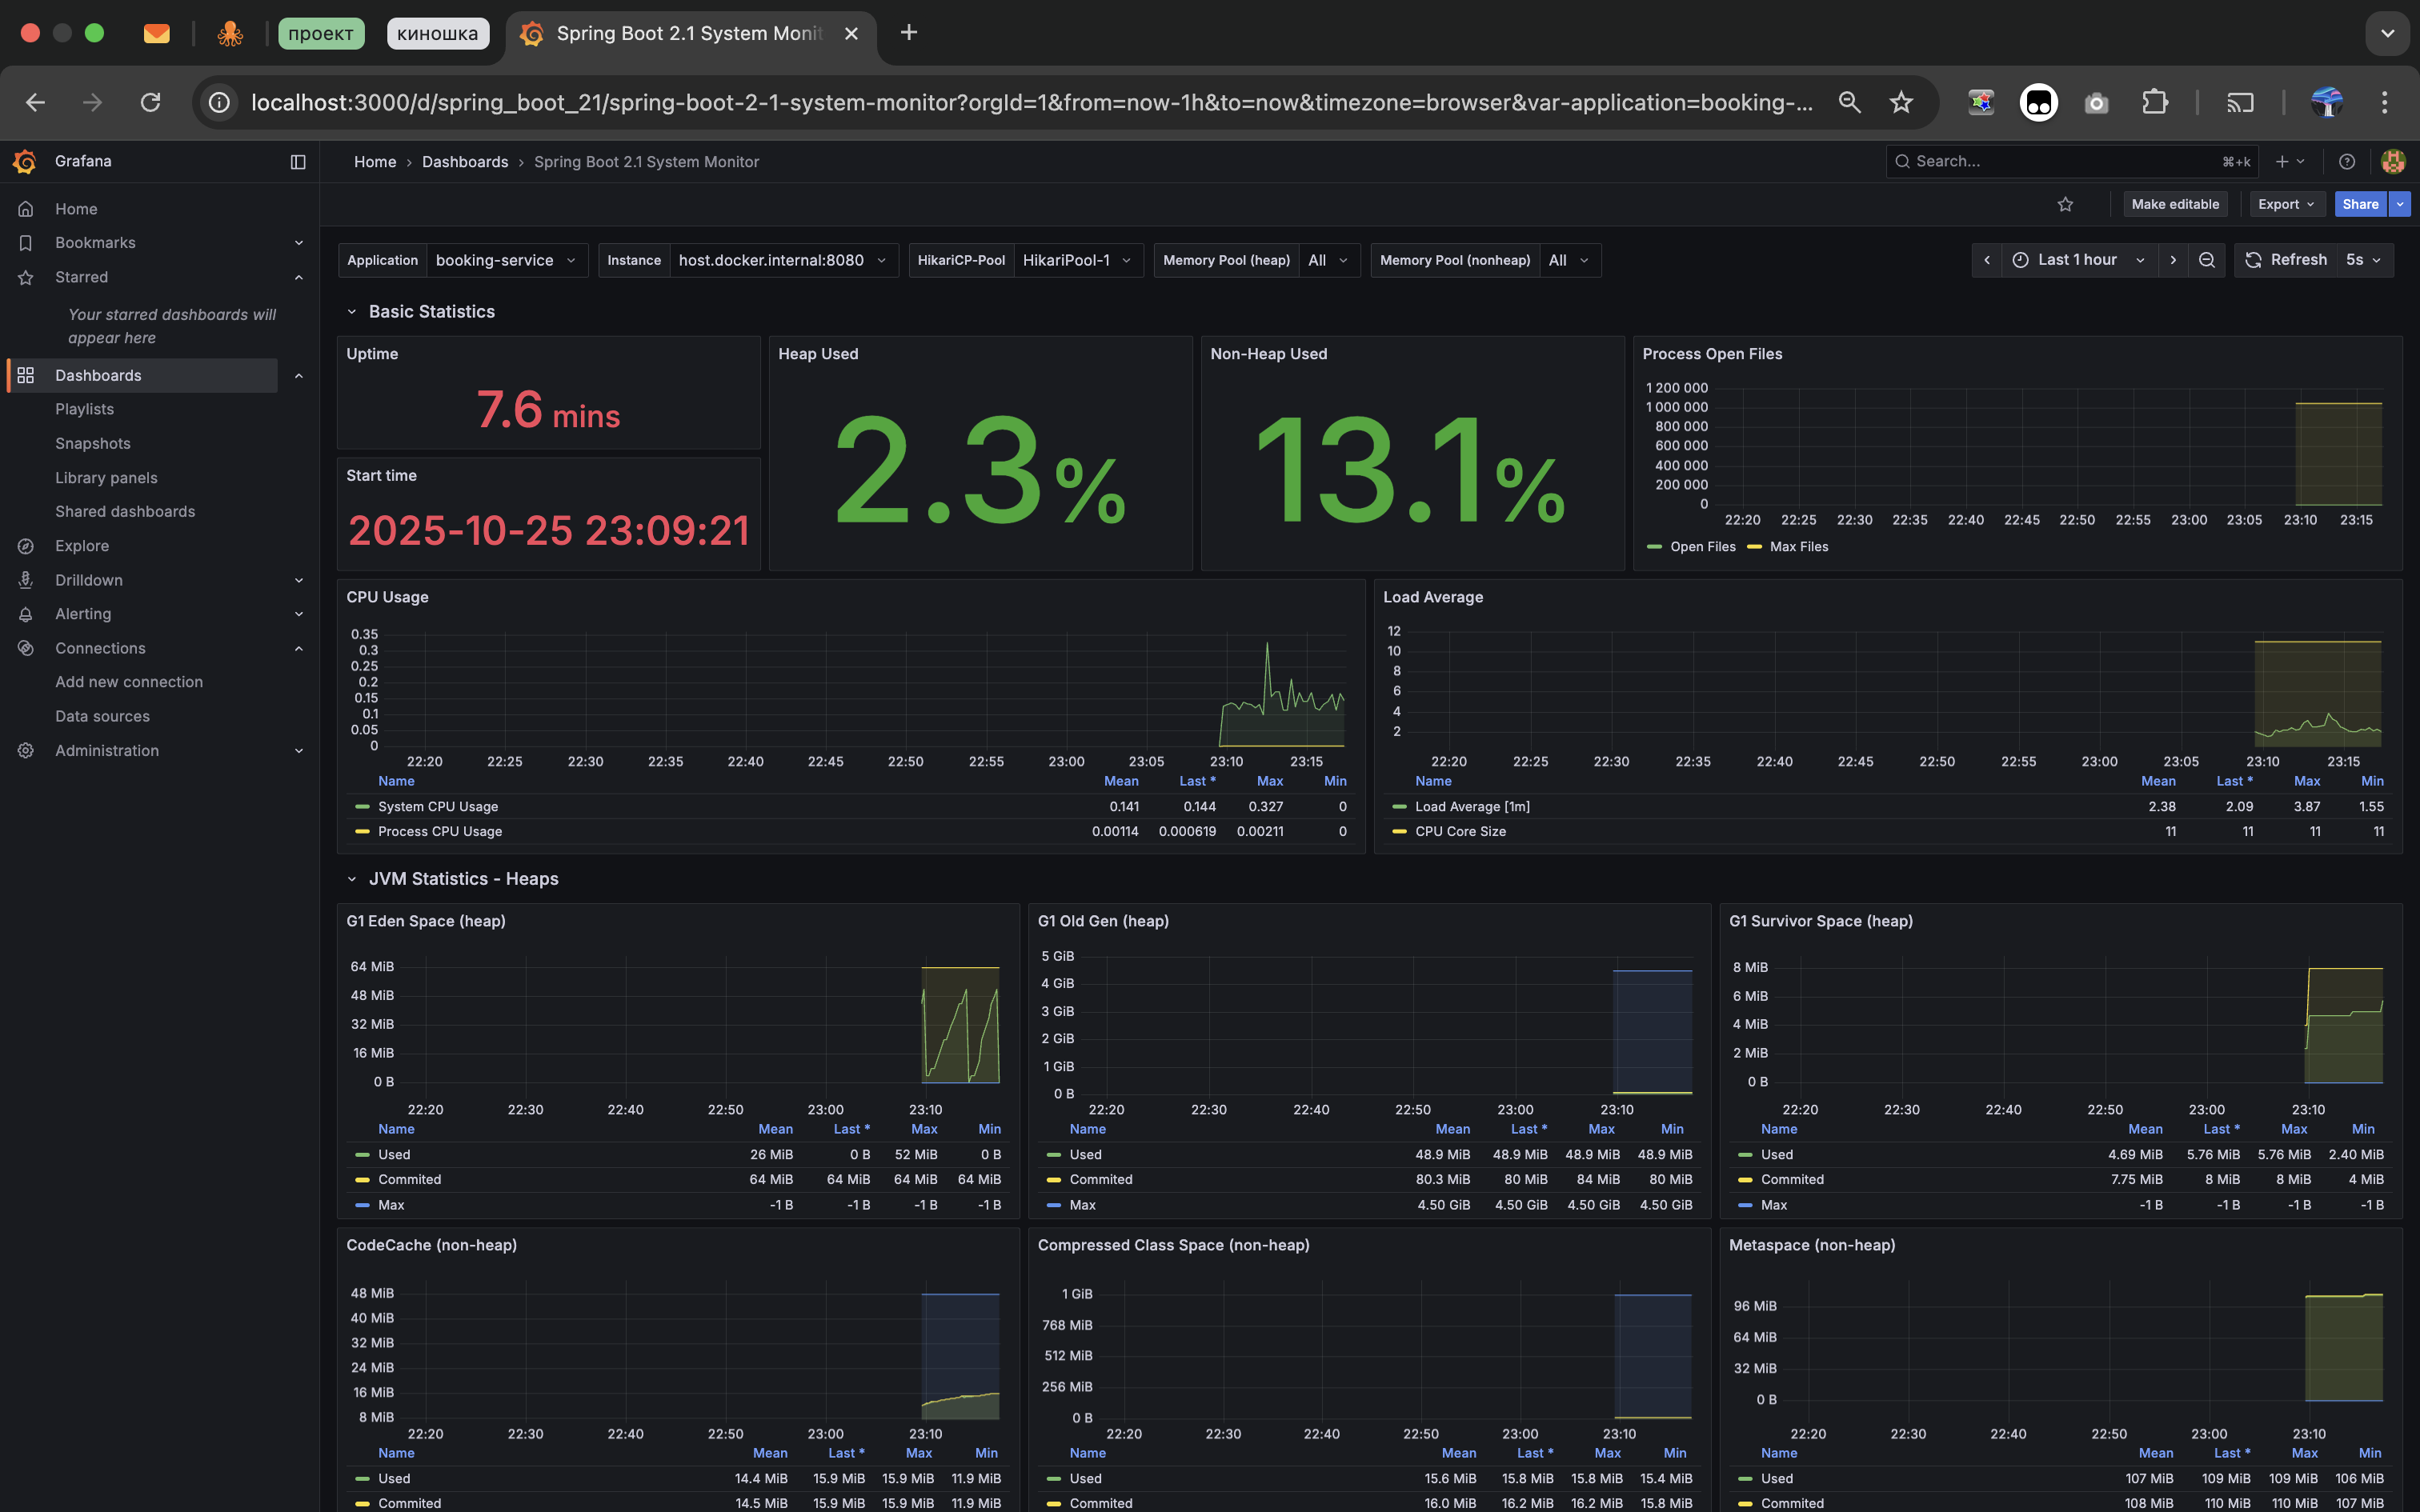 проект
киношка
Spring Boot 2.1 System Monit
localhost:3000/d/spring_boot_21/spring-boot-2-1-system-monitor?orgId=1&from=now-1h&to=now&timezone=browser&var-application=booking-...
Grafana
Home › Dashboards › Spring Boot 2.1 System Monitor
Search... ⌘+k
Make editable
Export
Share
Home
Bookmarks
Starred
Your starred dashboards will
appear here
Dashboards
Playlists
Snapshots
Library panels
Shared dashboards
Explore
Drilldown
Alerting
Connections
Add new connection
Data sources
Administration
Application booking-service Instance host.docker.internal:8080 HikariCP-Pool HikariPool-1 Memory Pool (heap) All Memory Pool (nonheap) All
Last 1 hour Refresh 5s
Basic Statistics
Uptime
7.6 mins
Start time
2025-10-25 23:09:21
Heap Used
2.3%
Non-Heap Used
13.1%
Process Open Files
1 200 000
1 000 000
800 000
600 000
400 000
200 000
0
22:20 22:25 22:30 22:35 22:40 22:45 22:50 22:55 23:00 23:05 23:10 23:15
Open Files Max Files
CPU Usage
0.35
0.3
0.25
0.2
0.15
0.1
0.05
0
22:20 22:25 22:30 22:35 22:40 22:45 22:50 22:55 23:00 23:05 23:10 23:15
Name Mean Last * Max Min
System CPU Usage 0.141 0.144 0.327 0
Process CPU Usage 0.00114 0.000619 0.00211 0
Load Average
12
10
8
6
4
2
22:20 22:25 22:30 22:35 22:40 22:45 22:50 22:55 23:00 23:05 23:10 23:15
Name Mean Last * Max Min
Load Average [1m] 2.38 2.09 3.87 1.55
CPU Core Size 11 11 11 11
JVM Statistics - Heaps
G1 Eden Space (heap)
64 MiB
48 MiB
32 MiB
16 MiB
0 B
22:20 22:30 22:40 22:50 23:00 23:10
Name Mean Last * Max Min
Used 26 MiB 0 B 52 MiB 0 B
Commited 64 MiB 64 MiB 64 MiB 64 MiB
Max -1 B -1 B -1 B -1 B
G1 Old Gen (heap)
5 GiB
4 GiB
3 GiB
2 GiB
1 GiB
0 B
22:20 22:30 22:40 22:50 23:00 23:10
Name Mean Last * Max Min
Used 48.9 MiB 48.9 MiB 48.9 MiB 48.9 MiB
Commited 80.3 MiB 80 MiB 84 MiB 80 MiB
Max 4.50 GiB 4.50 GiB 4.50 GiB 4.50 GiB
G1 Survivor Space (heap)
8 MiB
6 MiB
4 MiB
2 MiB
0 B
22:20 22:30 22:40 22:50 23:00 23:10
Name Mean Last * Max Min
Used 4.69 MiB 5.76 MiB 5.76 MiB 2.40 MiB
Commited 7.75 MiB 8 MiB 8 MiB 4 MiB
Max -1 B -1 B -1 B -1 B
CodeCache (non-heap)
48 MiB
40 MiB
32 MiB
24 MiB
16 MiB
8 MiB
22:20 22:30 22:40 22:50 23:00 23:10
Name Mean Last * Max Min
Used 14.4 MiB 15.9 MiB 15.9 MiB 11.9 MiB
Commited 14.5 MiB 15.9 MiB 15.9 MiB 11.9 MiB
Compressed Class Space (non-heap)
1 GiB
768 MiB
512 MiB
256 MiB
0 B
22:20 22:30 22:40 22:50 23:00 23:10
Name Mean Last * Max Min
Used 15.6 MiB 15.8 MiB 15.8 MiB 15.4 MiB
Commited 16.0 MiB 16.2 MiB 16.2 MiB 15.8 MiB
Metaspace (non-heap)
96 MiB
64 MiB
32 MiB
0 B
22:20 22:30 22:40 22:50 23:00 23:10
Name Mean Last * Max Min
Used 107 MiB 109 MiB 109 MiB 106 MiB
Commited 108 MiB 110 MiB 110 MiB 107 MiB